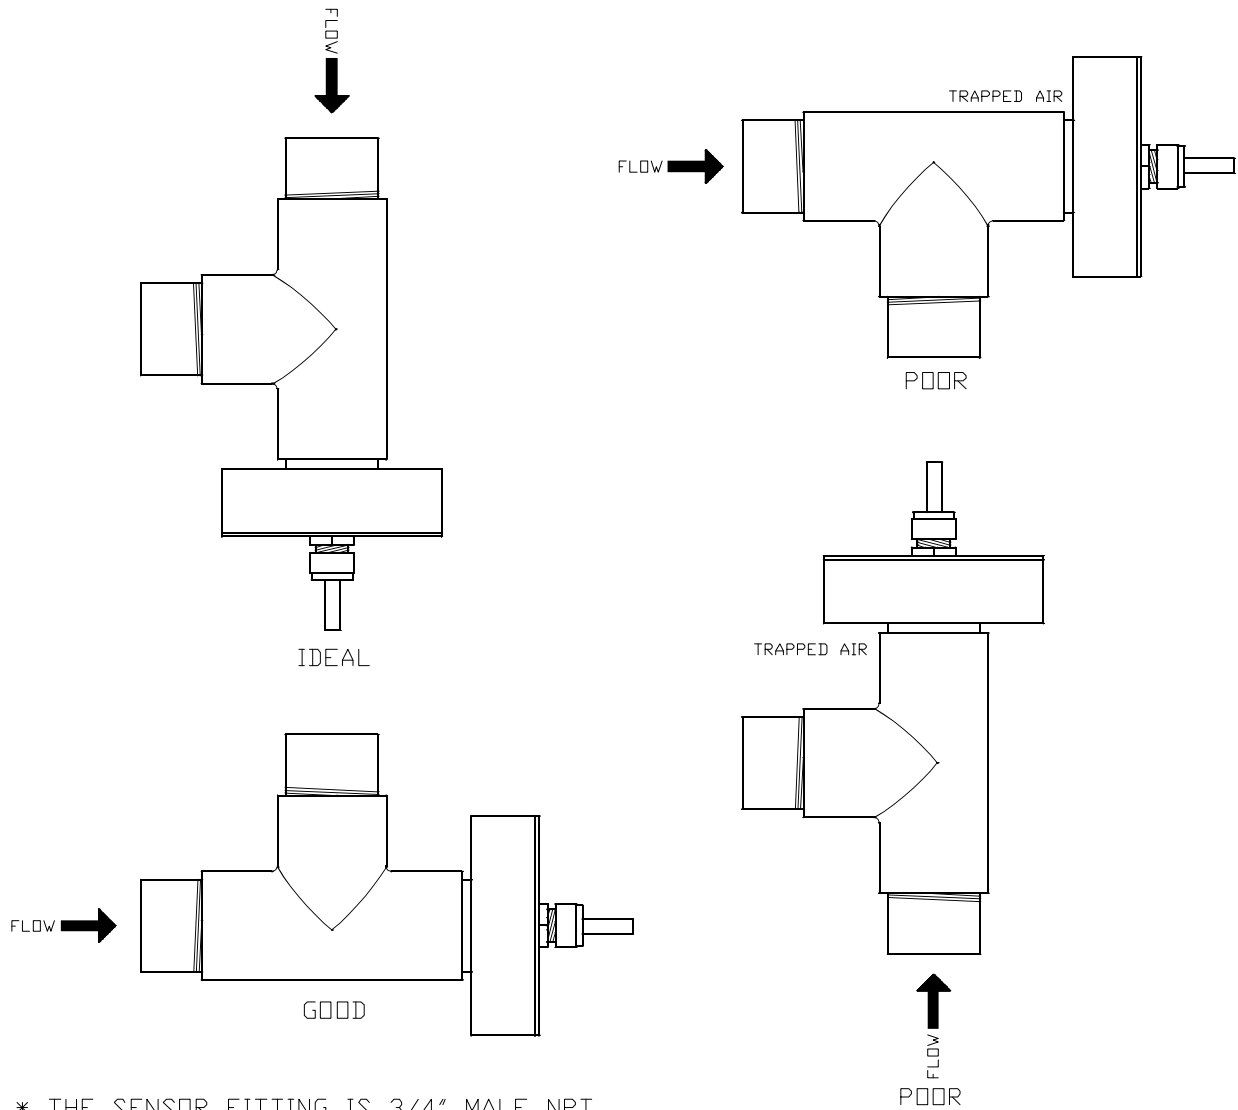 FLOW
IDEAL
FLOW
TRAPPED AIR
POOR
FLOW
GOOD
TRAPPED AIR
FLOW
POOR
* THE SENSOR FITTING IS 3/4" MALE NPT